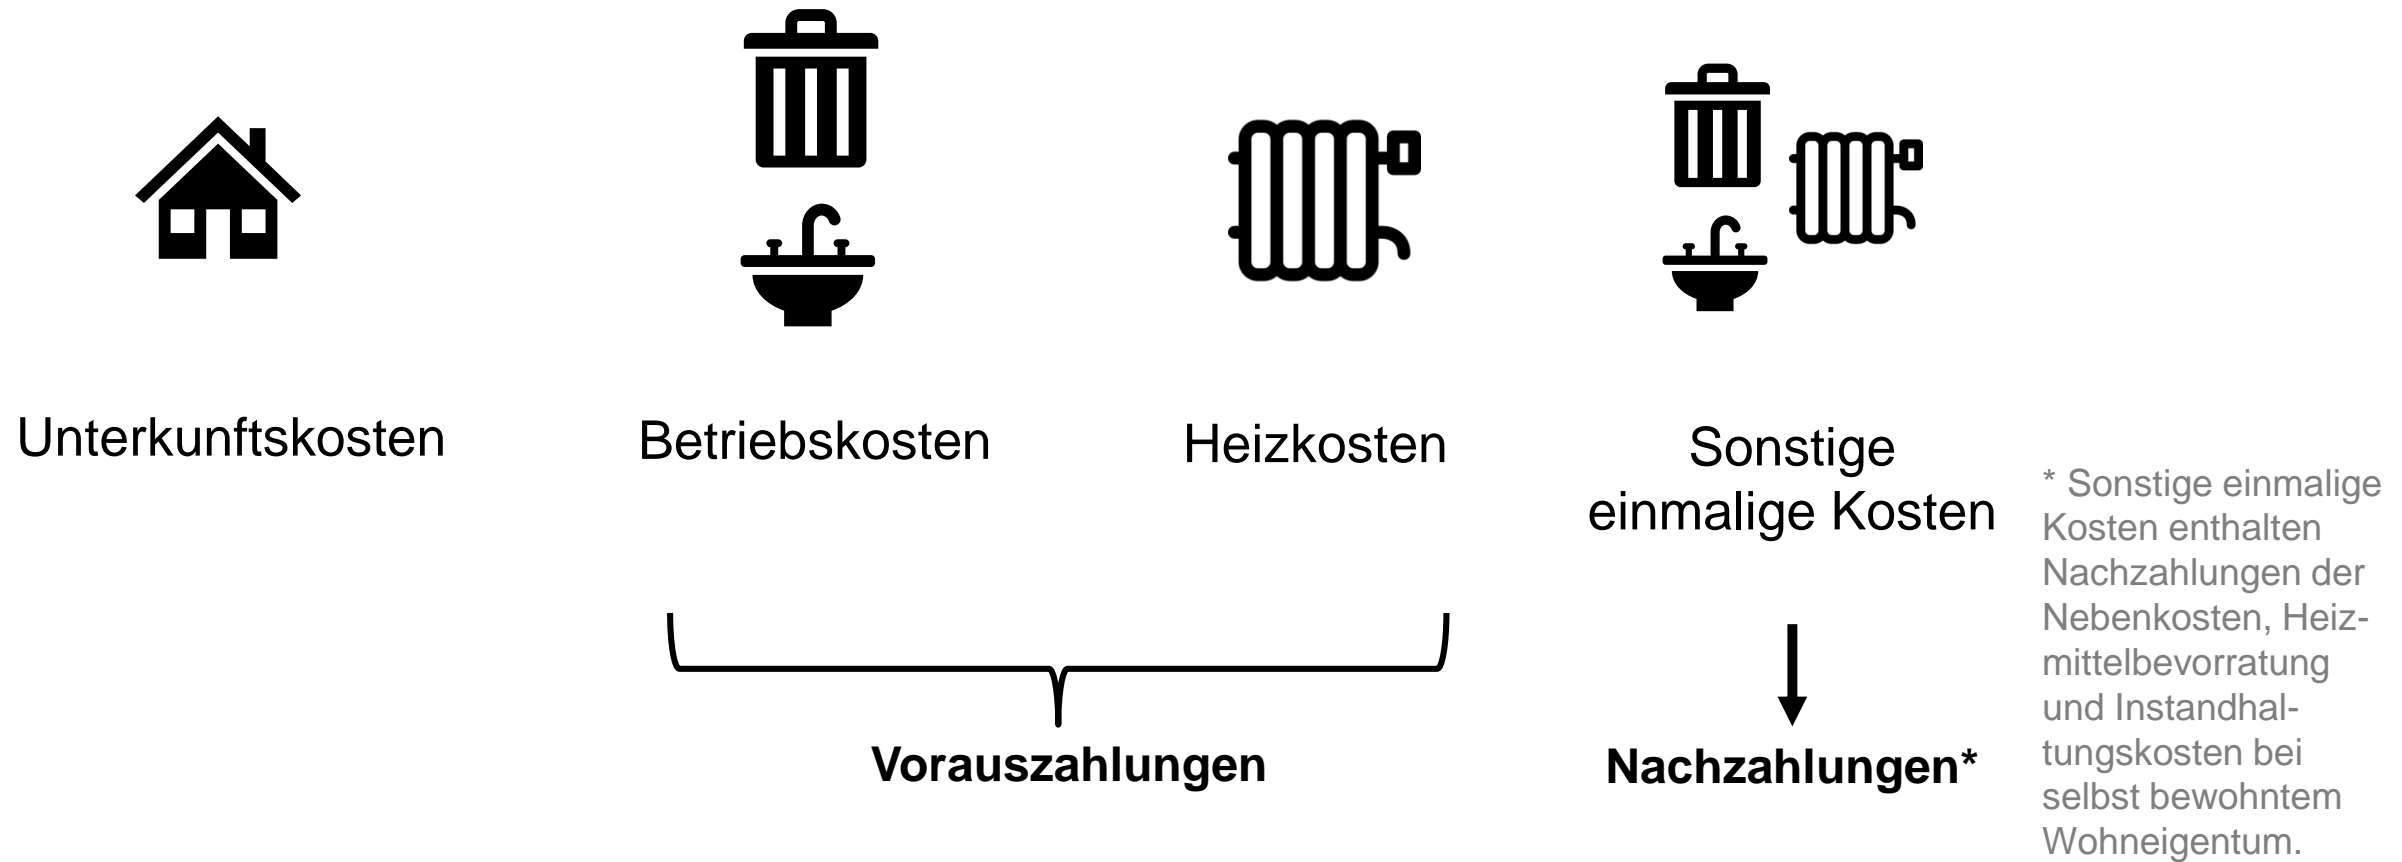 Unterkunftskosten
Betriebskosten
Heizkosten
Sonstige
einmalige Kosten
Vorauszahlungen
Nachzahlungen*
* Sonstige einmalige
Kosten enthalten
Nachzahlungen der
Nebenkosten, Heiz-
mittelbevorratung
und Instandhal-
tungskosten bei
selbst bewohntem
Wohneigentum.